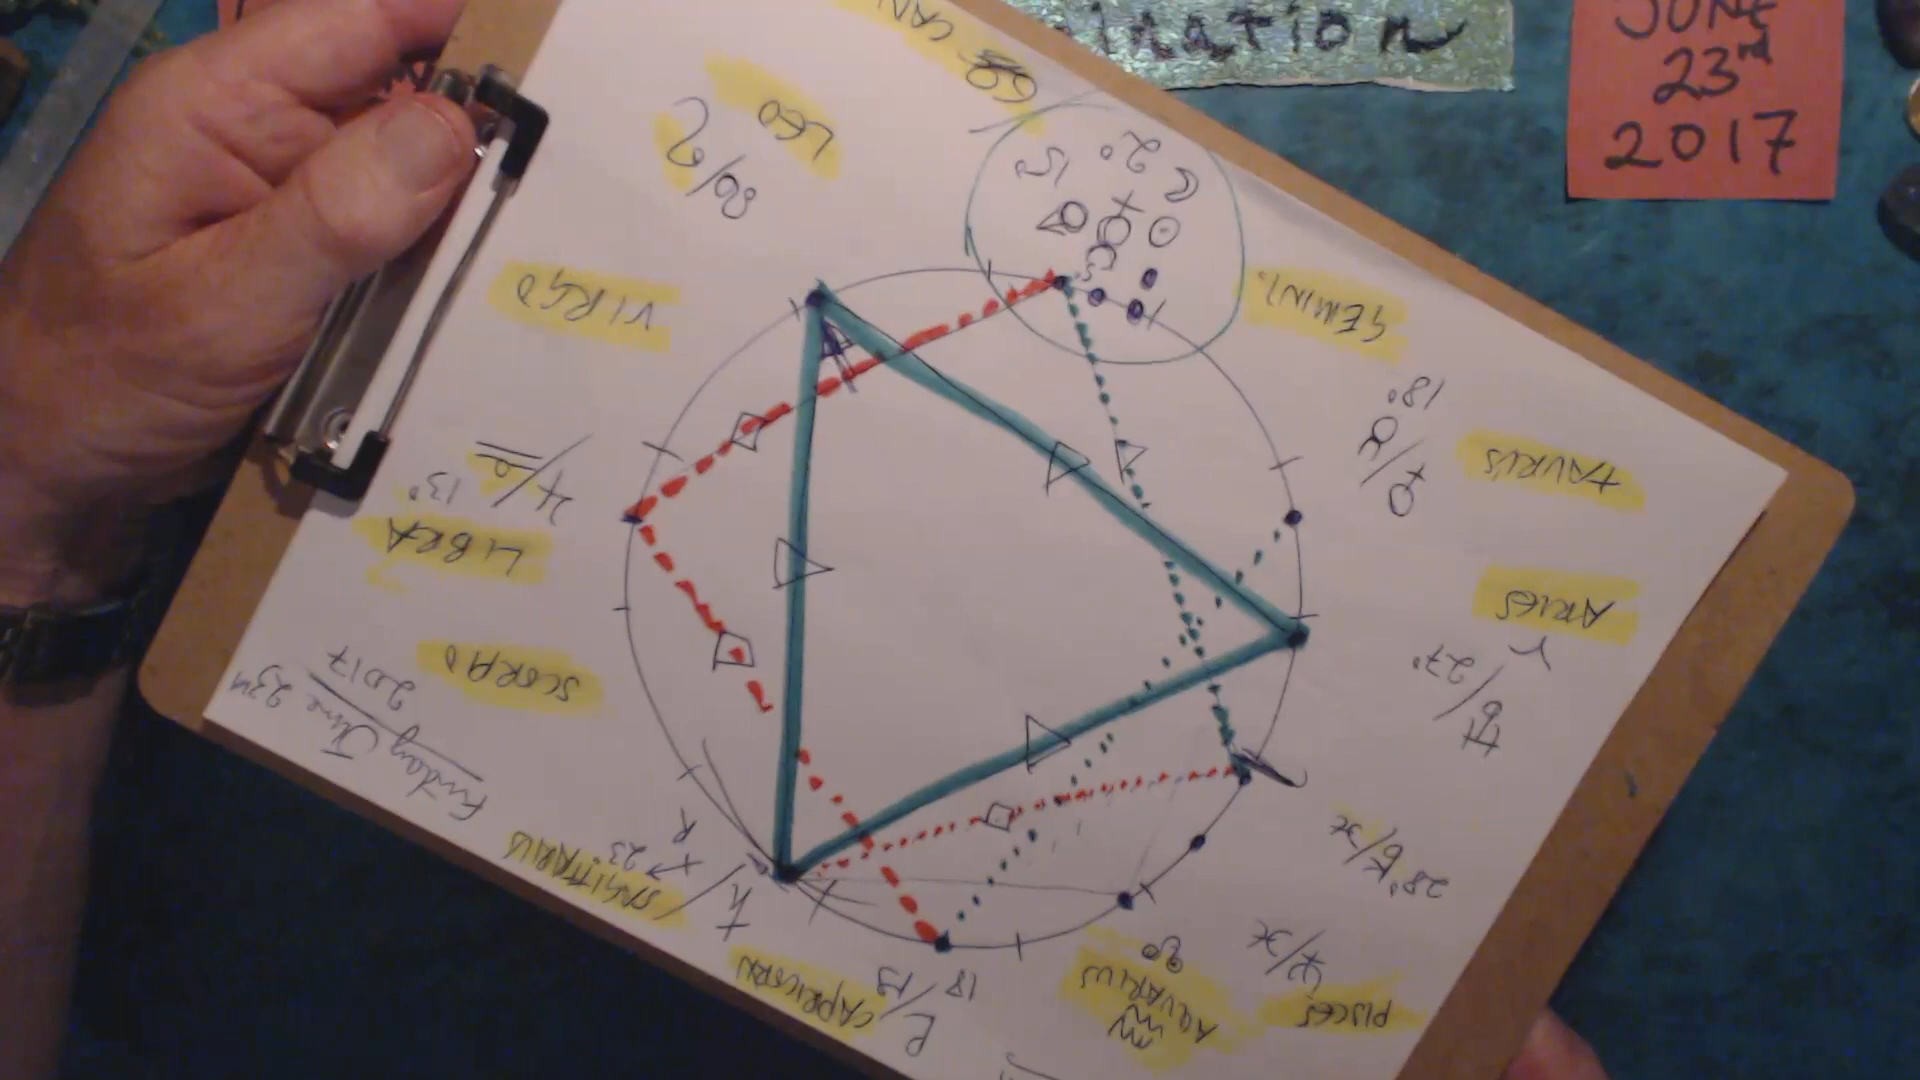 ination
JUNE
23rd
2017
CAN
LEO
VIRGO
LIBRA
13°
SCORPIO
Friday June 23rd
2017
SAGITTARIUS
23°
R
CAPRICORN
18
AQUARIUS
PISCES
28°
ARIES
27°
TAURUS
18°
GEMINI
2°